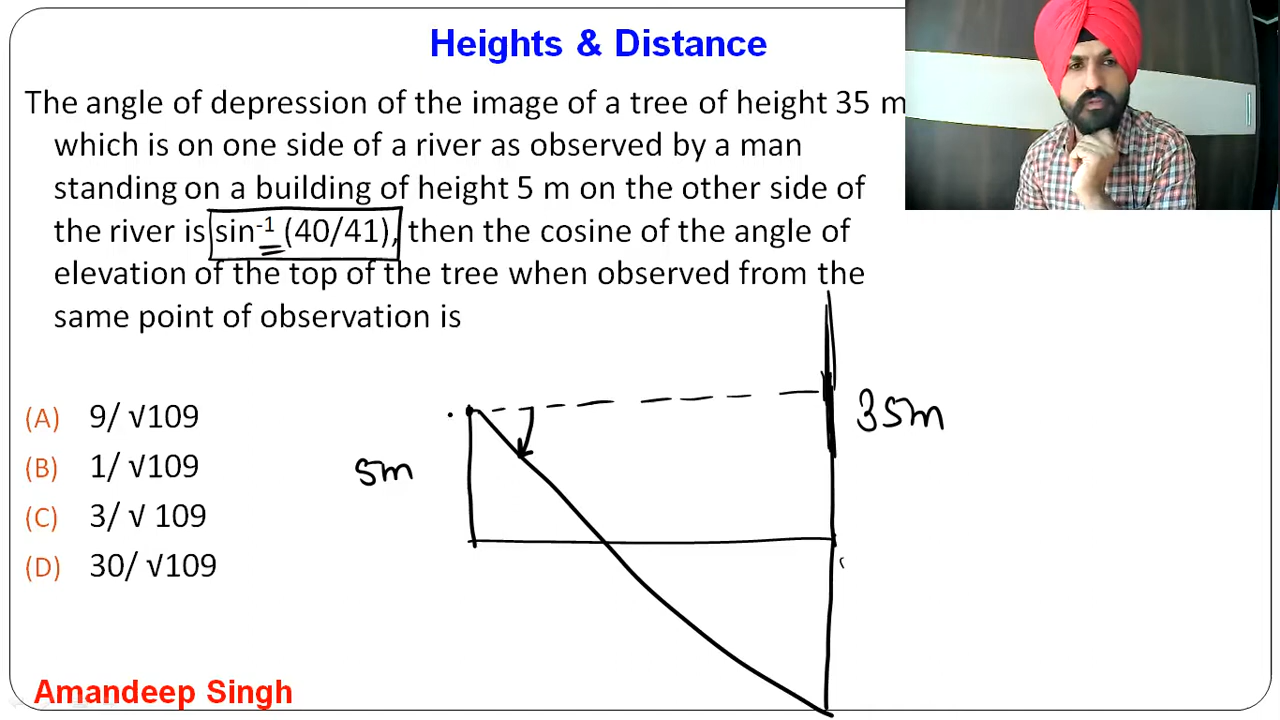 Heights & Distance
The angle of depression of the image of a tree of height 35 m
which is on one side of a river as observed by a man
standing on a building of height 5 m on the other side of
the river is sin⁻¹ (40/41), then the cosine of the angle of
elevation of the top of the tree when observed from the
same point of observation is
(A) 9/ √109
(B) 1/ √109
(C) 3/ √ 109
(D) 30/ √109
35m
5m
Amandeep Singh